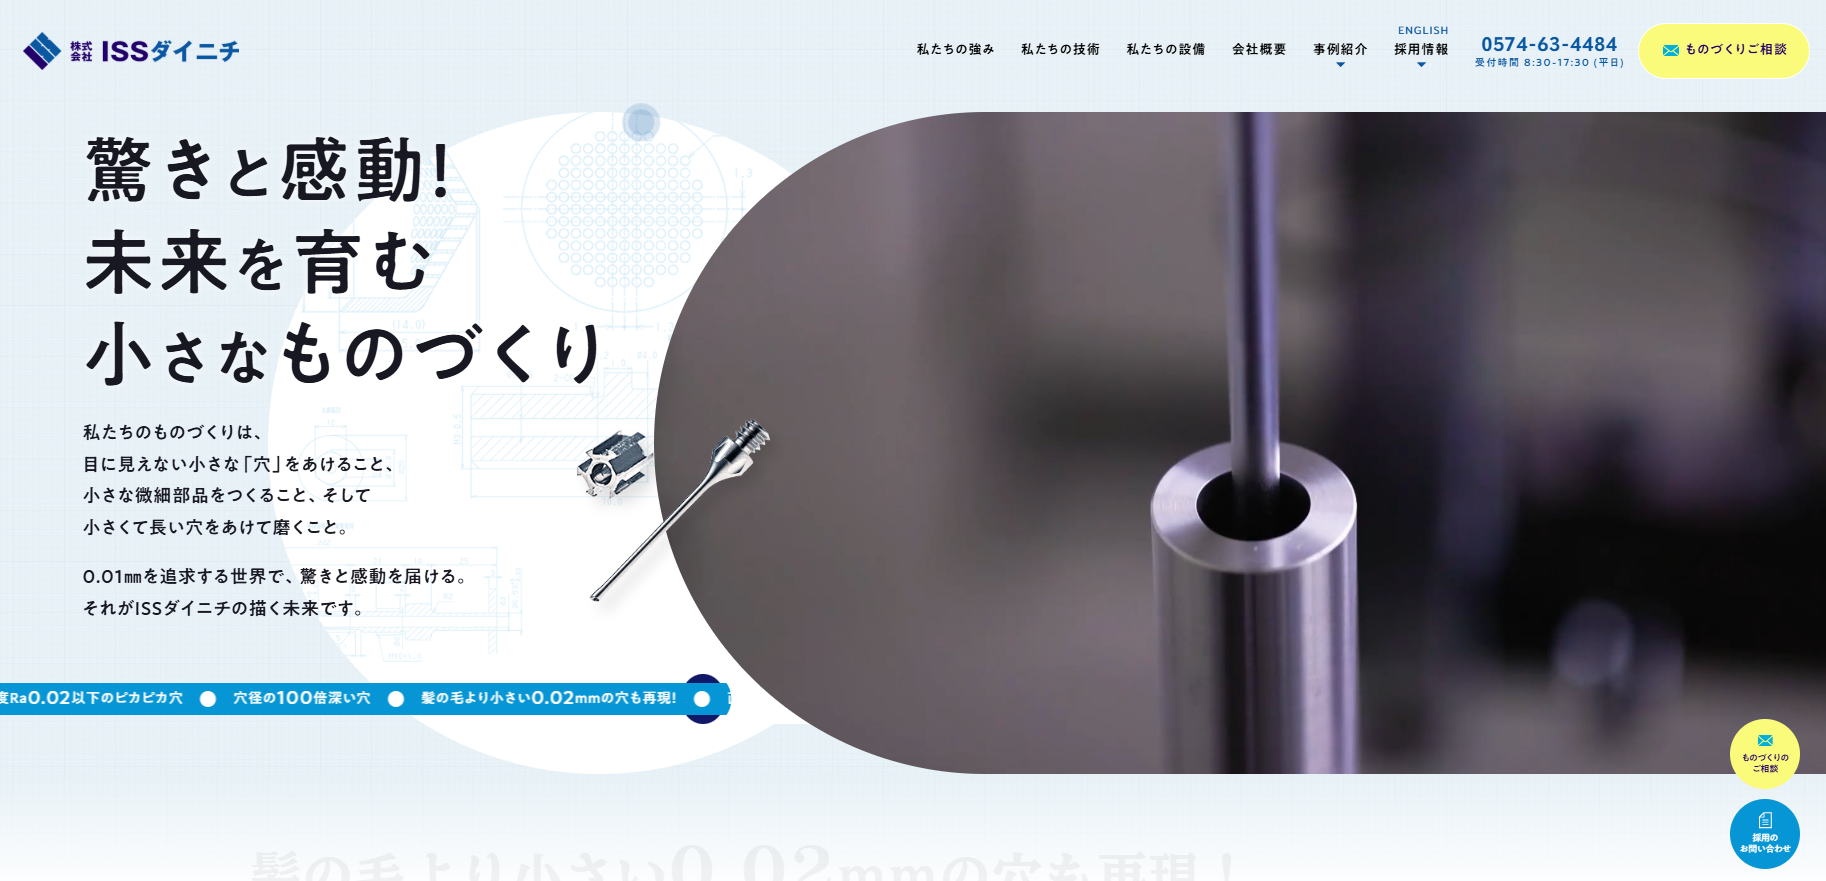 株式会社 ISSダイニチ
ENGLISH
私たちの強み 私たちの技術 私たちの設備 会社概要 事例紹介 採用情報
0574-63-4484
受付時間 8:30-17:30 (平日)
ものづくりご相談
驚きと感動!
未来を育む
小さなものづくり
私たちのものづくりは、
目に見えない小さな「穴」をあけること、
小さな微細部品をつくること、そして
小さくて長い穴をあけて磨くこと。
0.01㎜を追求する世界で、驚きと感動を届ける。
それがISSダイニチの描く未来です。
度Ra0.02以下のピカピカ穴 ● 穴径の100倍深い穴 ● 髪の毛より小さい0.02mmの穴も再現! ●
ものづくりの
ご相談
採用の
お問い合わせ
髪の毛より小さい0.02mmの穴も再現！